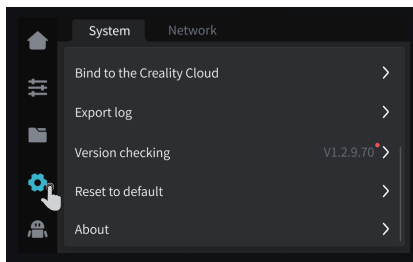 System Network
Bind to the Creality Cloud
Export log
Version checking V1.2.9.70
Reset to default
About